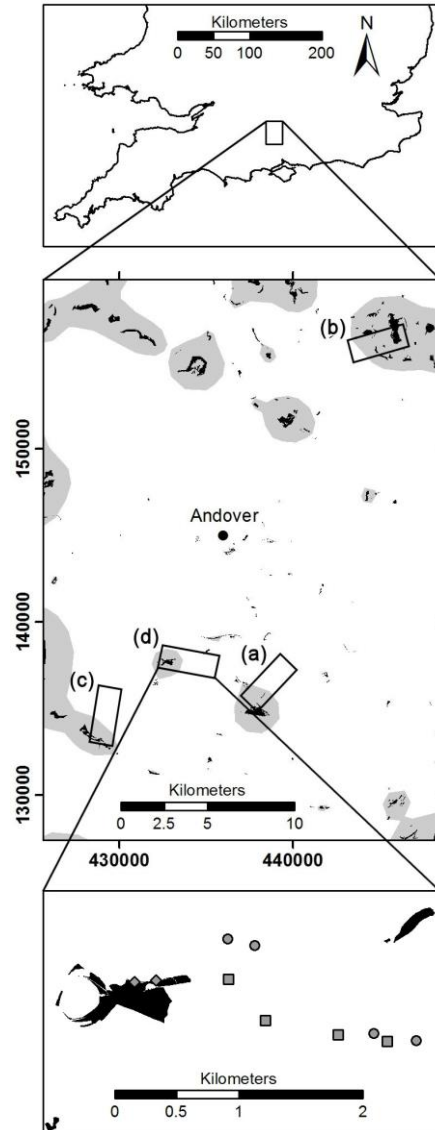 Kilometers
N
0 50 100 200
(b)
150000
Andover
140000
(d)
(a)
(c)
130000
Kilometers
0 2.5 5 10
430000 440000
Kilometers
0 0.5 1 2